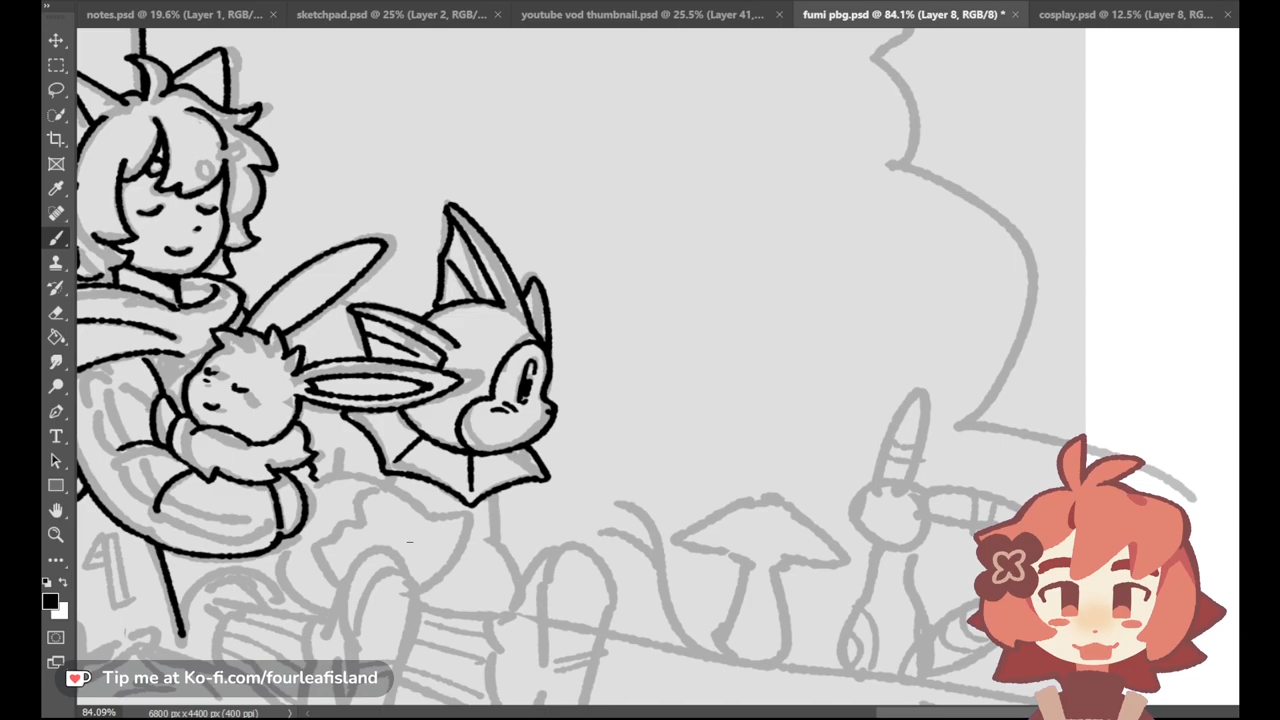 notes.psd @ 19.6% (Layer 1, RGB/...
sketchpad.psd @ 25% (Layer 2, RGB/...
youtube vod thumbnail.psd @ 25.5% (Layer 41,...
fumi pbg.psd @ 84.1% (Layer 8, RGB/8) *
cosplay.psd @ 12.5% (Layer 8, RG...
Tip me at Ko-fi.com/fourleafisland
84.09%
6800 px x 4400 px (400 ppi)